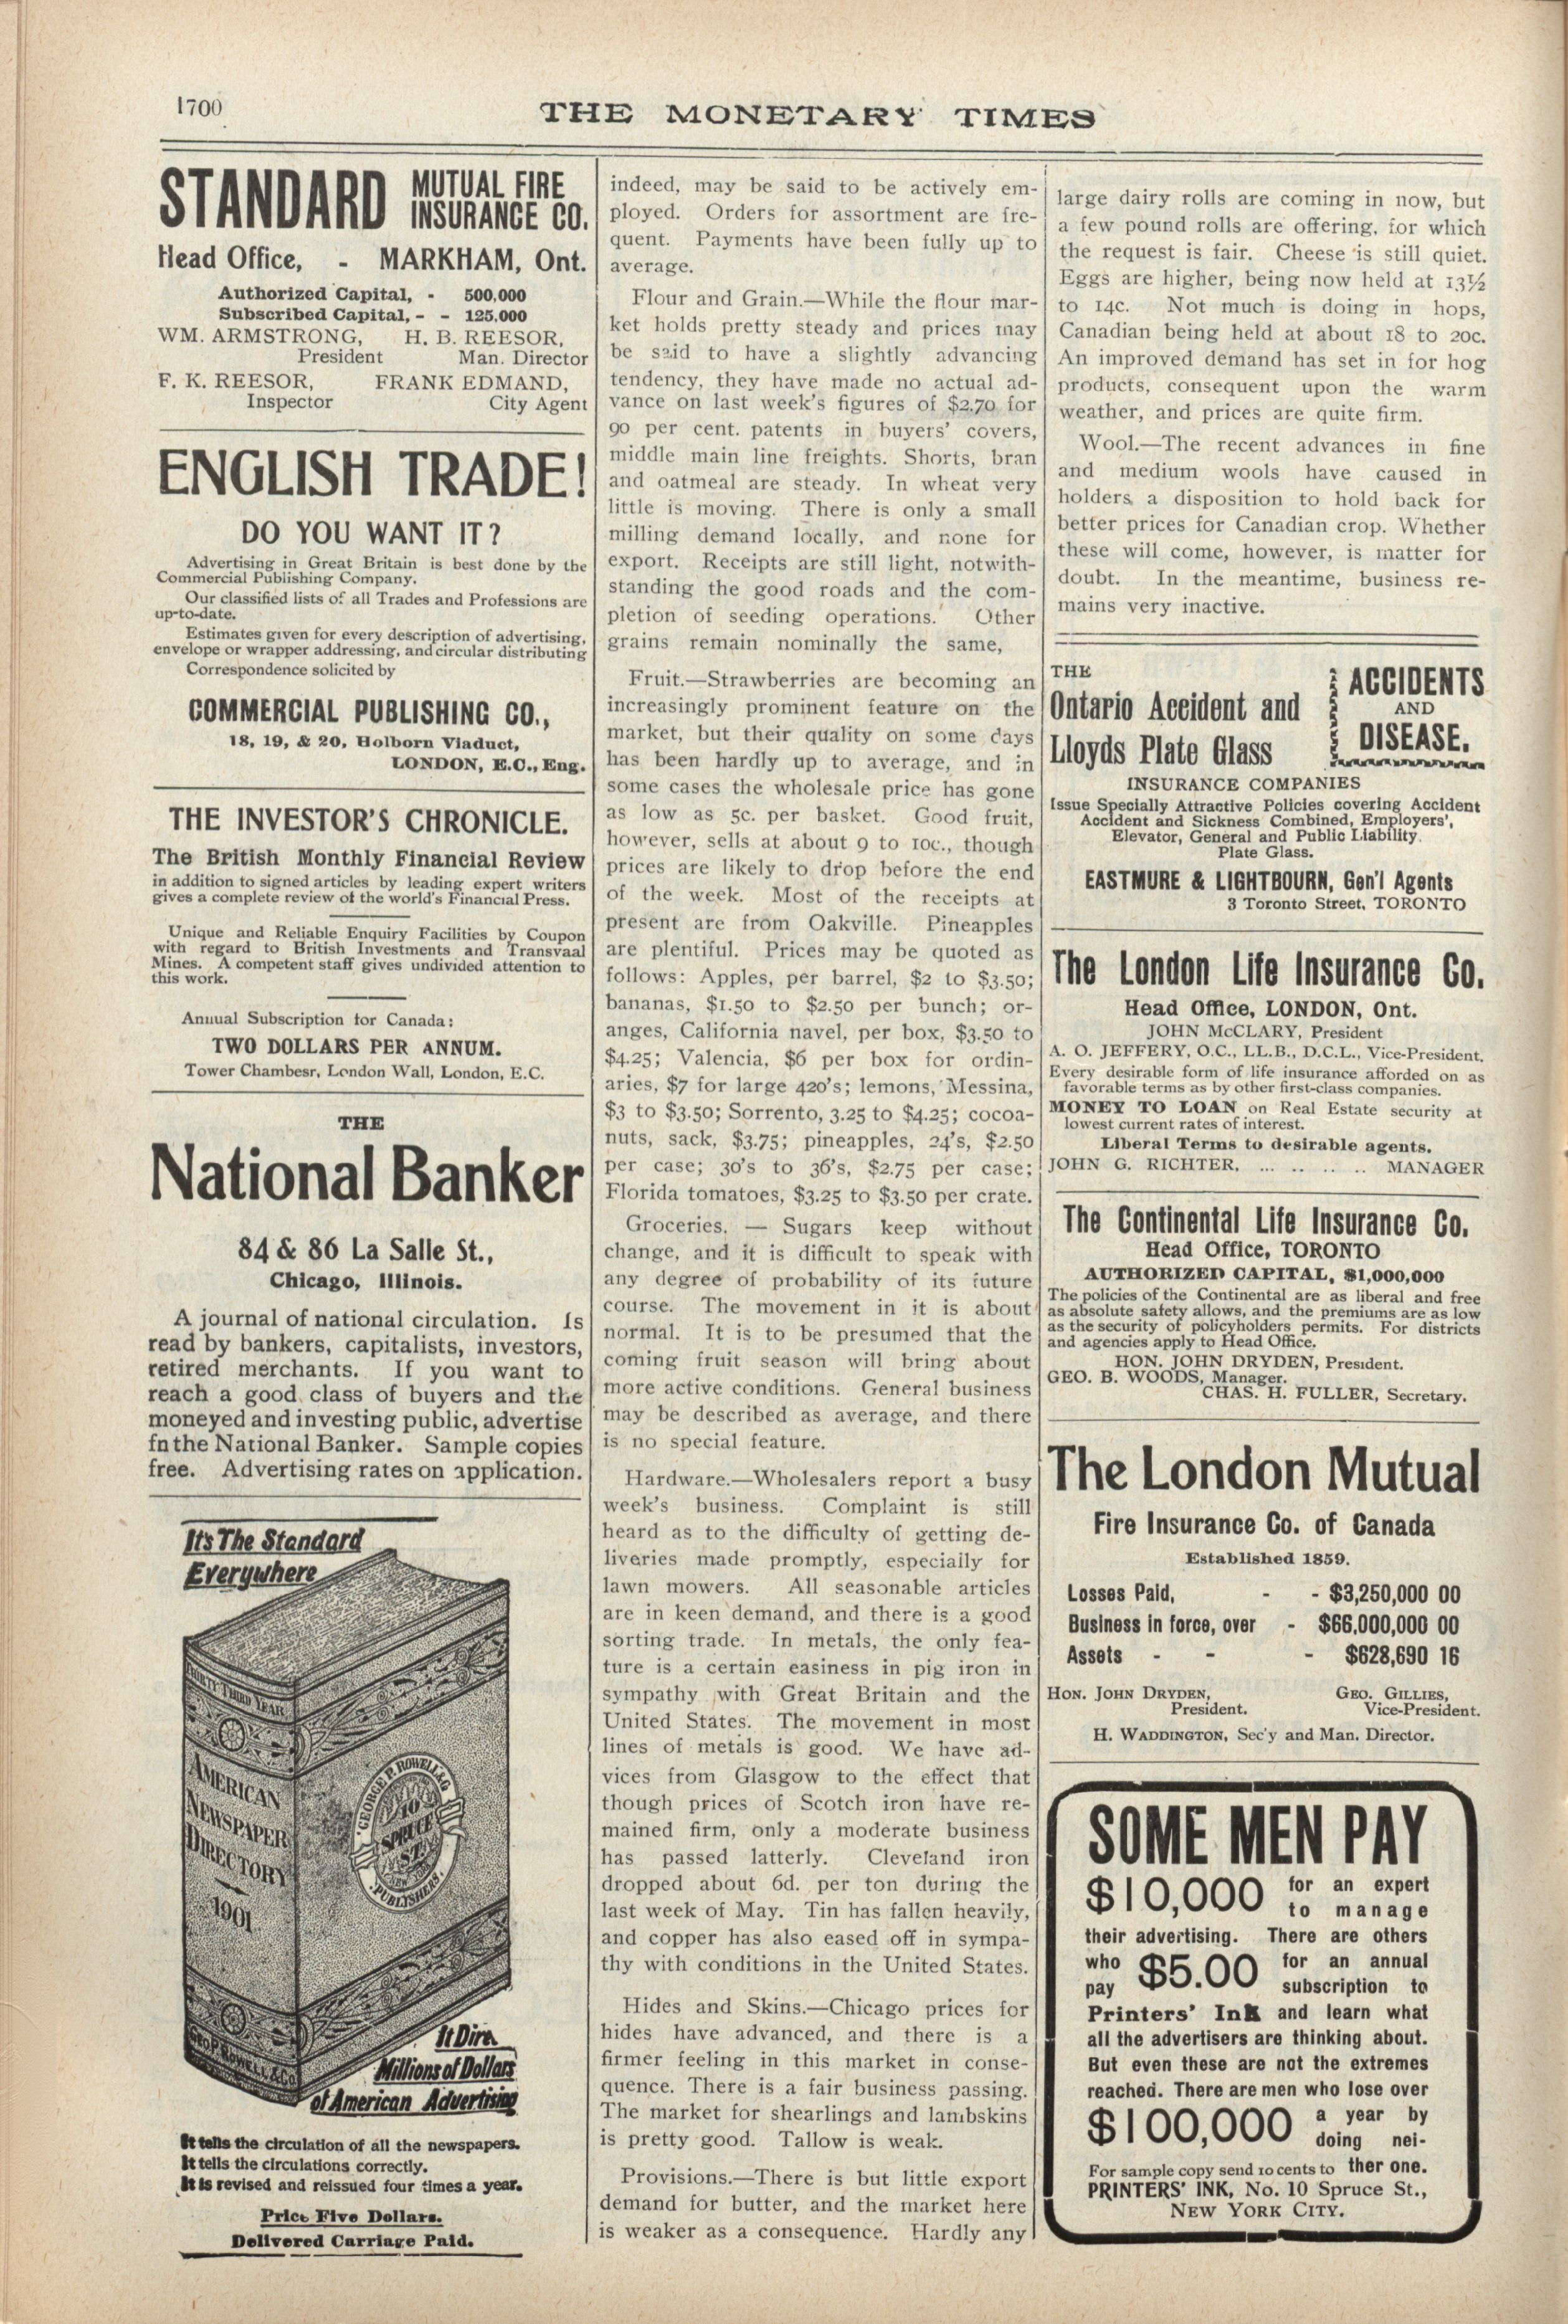 1700
THE MONETARY TIMES
STANDARD MUTUAL FIRE
INSURANCE CO.
Head Office, - MARKHAM, Ont.
Authorized Capital, - 500,000
Subscribed Capital, - - 125,000
WM. ARMSTRONG, H. B. REESOR,
President Man. Director
F. K. REESOR, FRANK EDMAND,
Inspector City Agent
ENGLISH TRADE!
DO YOU WANT IT?
Advertising in Great Britain is best done by the
Commercial Publishing Company.
Our classified lists of all Trades and Professions are
up-to-date.
Estimates given for every description of advertising,
envelope or wrapper addressing, and circular distributing
Correspondence solicited by
COMMERCIAL PUBLISHING CO.,
18, 19, & 20, Holborn Viaduct,
LONDON, E.C., Eng.
THE INVESTOR'S CHRONICLE.
The British Monthly Financial Review
in addition to signed articles by leading expert writers
gives a complete review of the world's Financial Press.
Unique and Reliable Enquiry Facilities by Coupon
with regard to British Investments and Transvaal
Mines. A competent staff gives undivided attention to
this work.
Annual Subscription for Canada:
TWO DOLLARS PER ANNUM.
Tower Chambesr, London Wall, London, E.C.
THE
National Banker
84 & 86 La Salle St.,
Chicago, Illinois.
A journal of national circulation. Is
read by bankers, capitalists, investors,
retired merchants. If you want to
reach a good class of buyers and the
moneyed and investing public, advertise
fn the National Banker. Sample copies
free. Advertising rates on application.
It's The Standard
Everywhere
THIRTY THIRD YEAR
AMERICAN
NEWSPAPER
DIRECTORY
1901
GEO. P. ROWELL & CO.
GEORGE P. ROWELL & CO
10
SPRUCE
ST.
NEW YORK
PUBLISHERS.
It Dire
Millions of Dollars
of American Advertising
It tells the circulation of all the newspapers.
It tells the circulations correctly.
It is revised and reissued four times a year.
Price Five Dollars.
Delivered Carriage Paid.
indeed, may be said to be actively em-
ployed. Orders for assortment are fre-
quent. Payments have been fully up to
average.
Flour and Grain.—While the flour mar-
ket holds pretty steady and prices may
be said to have a slightly advancing
tendency, they have made no actual ad-
vance on last week's figures of $2.70 for
90 per cent. patents in buyers' covers,
middle main line freights. Shorts, bran
and oatmeal are steady. In wheat very
little is moving. There is only a small
milling demand locally, and none for
export. Receipts are still light, notwith-
standing the good roads and the com-
pletion of seeding operations. Other
grains remain nominally the same,
Fruit.—Strawberries are becoming an
increasingly prominent feature on the
market, but their quality on some days
has been hardly up to average, and in
some cases the wholesale price has gone
as low as 5c. per basket. Good fruit,
however, sells at about 9 to 10c., though
prices are likely to drop before the end
of the week. Most of the receipts at
present are from Oakville. Pineapples
are plentiful. Prices may be quoted as
follows: Apples, per barrel, $2 to $3.50;
bananas, $1.50 to $2.50 per bunch; or-
anges, California navel, per box, $3.50 to
$4.25; Valencia, $6 per box for ordin-
aries, $7 for large 420's; lemons, Messina,
$3 to $3.50; Sorrento, 3.25 to $4.25; cocoa-
nuts, sack, $3.75; pineapples, 24's, $2.50
per case; 30's to 36's, $2.75 per case;
Florida tomatoes, $3.25 to $3.50 per crate.
Groceries. — Sugars keep without
change, and it is difficult to speak with
any degree of probability of its future
course. The movement in it is about
normal. It is to be presumed that the
coming fruit season will bring about
more active conditions. General business
may be described as average, and there
is no special feature.
Hardware.—Wholesalers report a busy
week's business. Complaint is still
heard as to the difficulty of getting de-
liveries made promptly, especially for
lawn mowers. All seasonable articles
are in keen demand, and there is a good
sorting trade. In metals, the only fea-
ture is a certain easiness in pig iron in
sympathy with Great Britain and the
United States. The movement in most
lines of metals is good. We have ad-
vices from Glasgow to the effect that
though prices of Scotch iron have re-
mained firm, only a moderate business
has passed latterly. Cleveland iron
dropped about 6d. per ton during the
last week of May. Tin has fallen heavily,
and copper has also eased off in sympa-
thy with conditions in the United States.
Hides and Skins.—Chicago prices for
hides have advanced, and there is a
firmer feeling in this market in conse-
quence. There is a fair business passing.
The market for shearlings and lambskins
is pretty good. Tallow is weak.
Provisions.—There is but little export
demand for butter, and the market here
is weaker as a consequence. Hardly any
large dairy rolls are coming in now, but
a few pound rolls are offering, for which
the request is fair. Cheese is still quiet.
Eggs are higher, being now held at 13½
to 14c. Not much is doing in hops,
Canadian being held at about 18 to 20c.
An improved demand has set in for hog
products, consequent upon the warm
weather, and prices are quite firm.
Wool.—The recent advances in fine
and medium wools have caused in
holders a disposition to hold back for
better prices for Canadian crop. Whether
these will come, however, is matter for
doubt. In the meantime, business re-
mains very inactive.
THE
Ontario Accident and
Lloyds Plate Glass
ACCIDENTS
AND
DISEASE.
INSURANCE COMPANIES
Issue Specially Attractive Policies covering Accident
Accident and Sickness Combined, Employers',
Elevator, General and Public Liability.
Plate Glass.
EASTMURE & LIGHTBOURN, Gen'l Agents
3 Toronto Street, TORONTO
The London Life Insurance Co.
Head Office, LONDON, Ont.
JOHN McCLARY, President
A. O. JEFFERY, O.C., LL.B., D.C.L., Vice-President.
Every desirable form of life insurance afforded on as
favorable terms as by other first-class companies.
MONEY TO LOAN on Real Estate security at
lowest current rates of interest.
Liberal Terms to desirable agents.
JOHN G. RICHTER, ... .. .. .. MANAGER
The Continental Life Insurance Co.
Head Office, TORONTO
AUTHORIZED CAPITAL, $1,000,000
The policies of the Continental are as liberal and free
as absolute safety allows, and the premiums are as low
as the security of policyholders permits. For districts
and agencies apply to Head Office.
HON. JOHN DRYDEN, President.
GEO. B. WOODS, Manager.
CHAS. H. FULLER, Secretary.
The London Mutual
Fire Insurance Co. of Canada
Established 1859.
Losses Paid, - - $3,250,000 00
Business in force, over - $66,000,000 00
Assets - - - $628,690 16
HON. JOHN DRYDEN, GEO. GILLIES,
President. Vice-President.
H. WADDINGTON, Sec'y and Man. Director.
SOME MEN PAY
$10,000 for an expert
to manage
their advertising. There are others
who pay $5.00 for an annual
subscription to
Printers' Ink and learn what
all the advertisers are thinking about.
But even these are not the extremes
reached. There are men who lose over
$100,000 a year by
doing nei-
For sample copy send 10 cents to ther one.
PRINTERS' INK, No. 10 Spruce St.,
NEW YORK CITY.